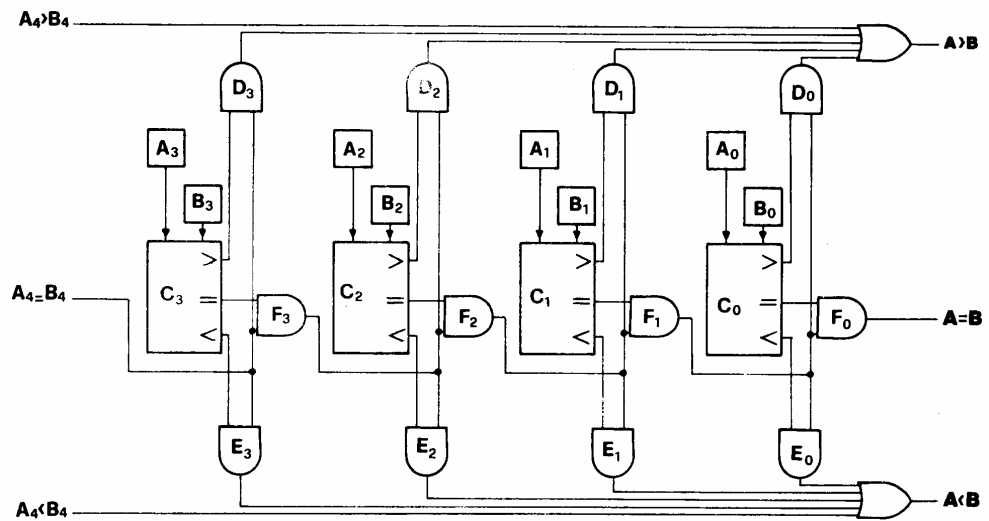 A4>B4
A>B
D3
D2
D1
D0
A3
A2
A1
A0
B3
B2
B1
B0
>
>
>
>
A4=B4
C3
=
F3
C2
=
F2
C1
=
F1
C0
=
F0
A=B
<
<
<
<
E3
E2
E1
E0
A4<B4
A<B